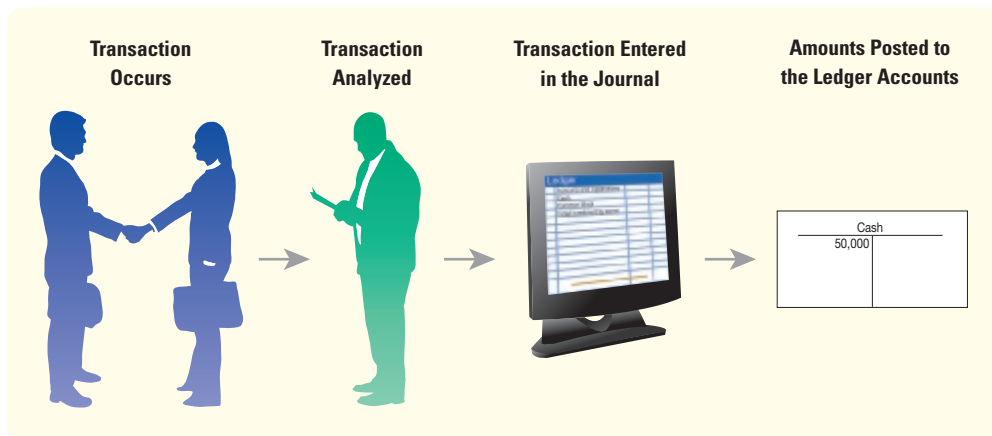 Transaction
Occurs
Transaction
Analyzed
Transaction Entered
in the Journal
Amounts Posted to
the Ledger Accounts
Ledger
Cash
Cash
50,000